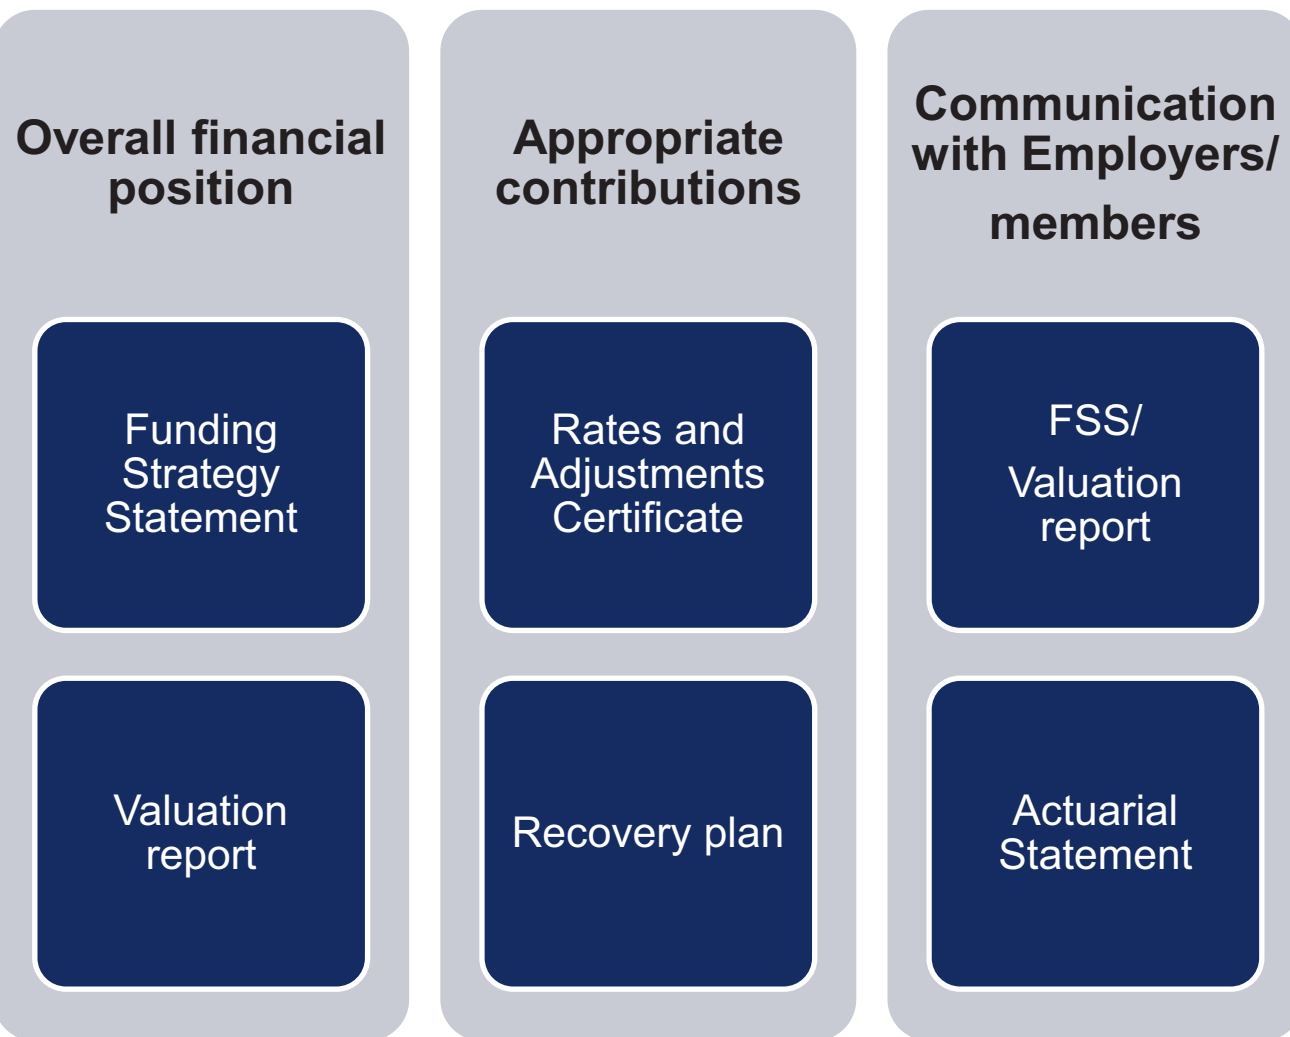 Overall financial
position
Funding
Strategy
Statement
Valuation
report
Appropriate
contributions
Rates and
Adjustments
Certificate
Recovery plan
Communication
with Employers/
members
FSS/
Valuation
report
Actuarial
Statement